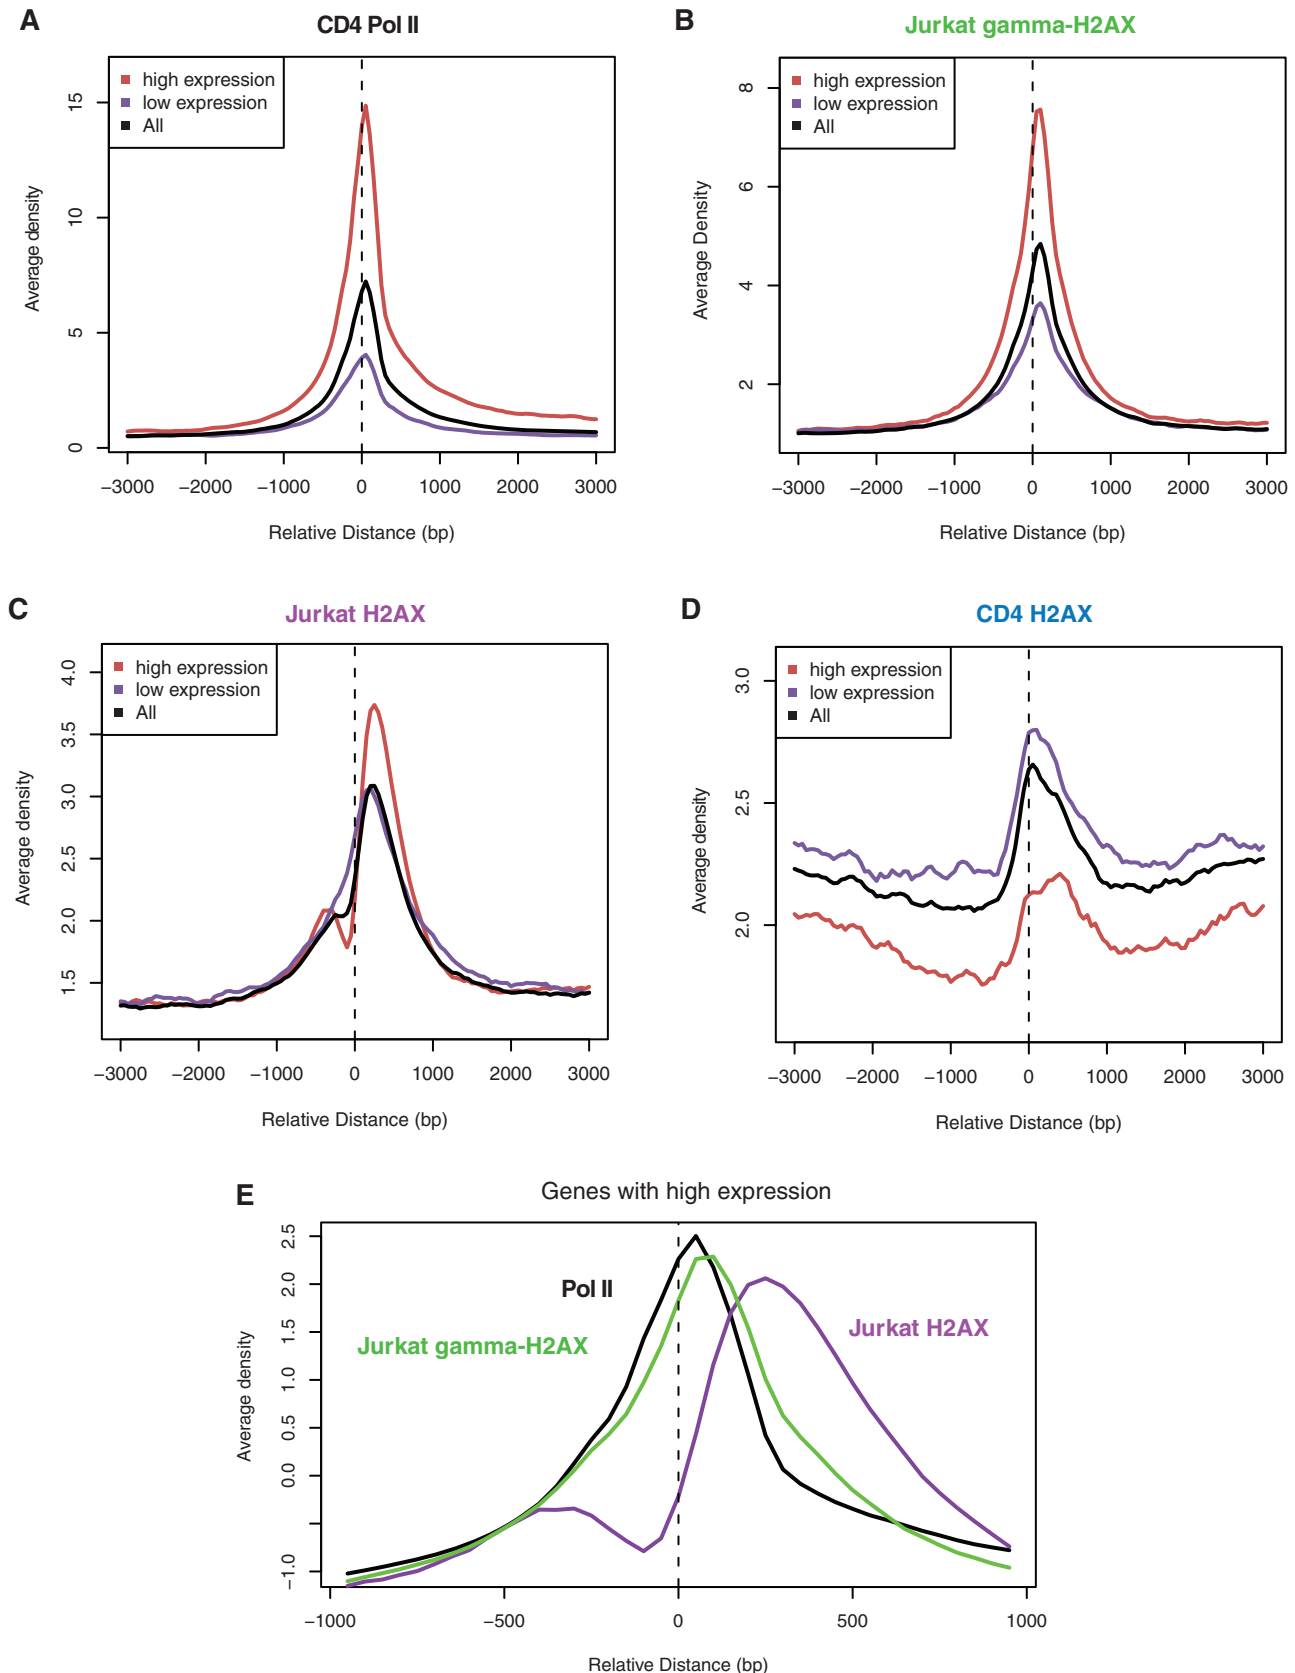 A
CD4 Pol II
high expression
low expression
All
15
10
5
0
Average density
−3000 −2000 −1000 0 1000 2000 3000
Relative Distance (bp)
B
Jurkat gamma-H2AX
high expression
low expression
All
8
6
4
2
Average Density
−3000 −2000 −1000 0 1000 2000 3000
Relative Distance (bp)
C
Jurkat H2AX
high expression
low expression
All
4.0
3.5
3.0
2.5
2.0
1.5
Average density
−3000 −2000 −1000 0 1000 2000 3000
Relative Distance (bp)
D
CD4 H2AX
high expression
low expression
All
3.0
2.5
2.0
Average density
−3000 −2000 −1000 0 1000 2000 3000
Relative Distance (bp)
E
Genes with high expression
2.5
2.0
1.5
1.0
0.5
0.0
−1.0
Average density
Pol II
Jurkat gamma-H2AX
Jurkat H2AX
−1000 −500 0 500 1000
Relative Distance (bp)